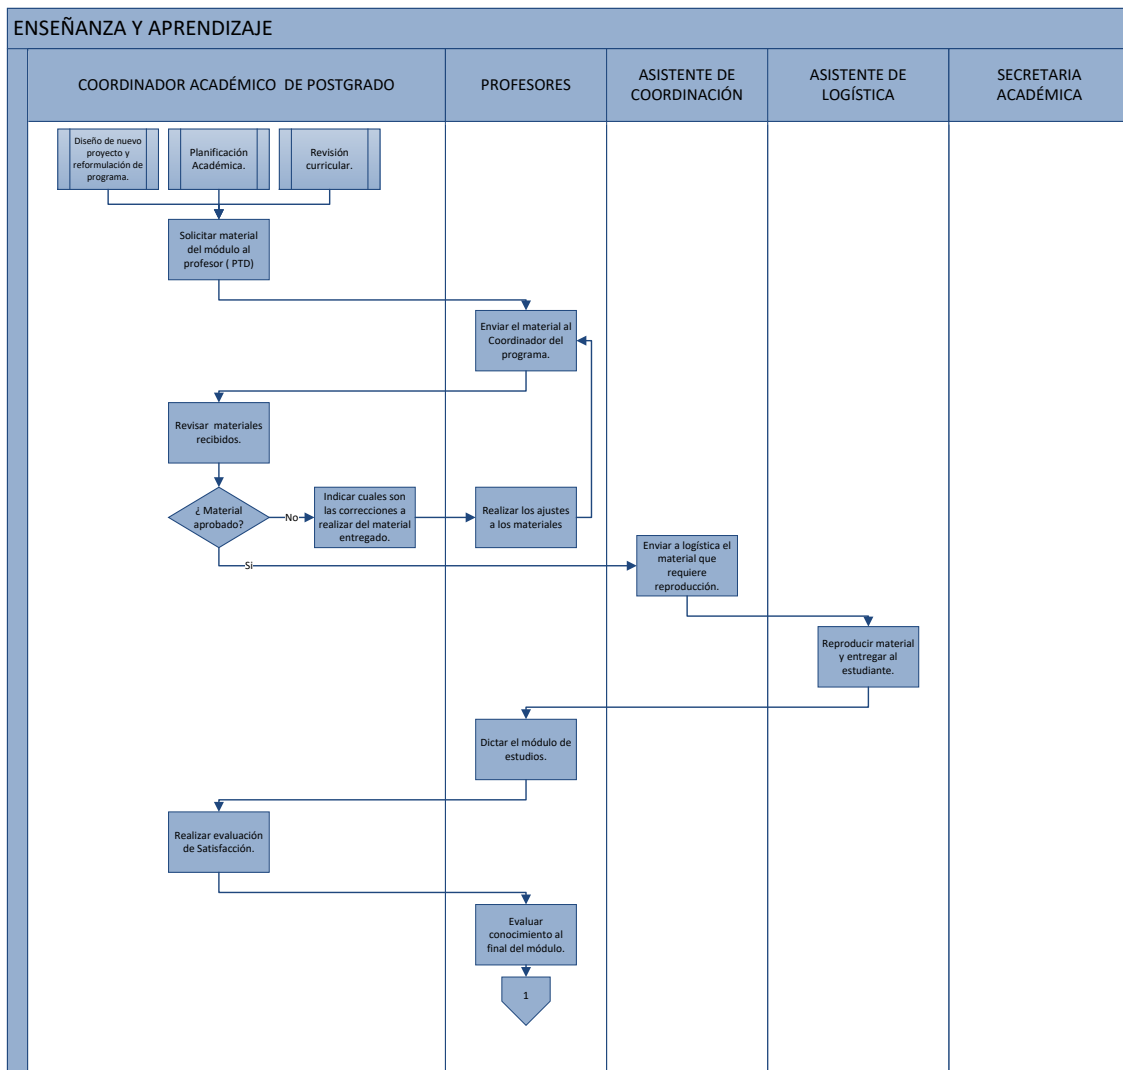 ENSEÑANZA Y APRENDIZAJE
COORDINADOR ACADÉMICO DE POSTGRADO
PROFESORES
ASISTENTE DE
COORDINACIÓN
ASISTENTE DE
LOGÍSTICA
SECRETARIA
ACADÉMICA
Diseño de nuevo
proyecto y
reformulación de
programa.
Planificación
Académica.
Revisión
curricular.
Solicitar material
del módulo al
profesor ( PTD)
Enviar el material al
Coordinador del
programa.
Revisar materiales
recibidos.
¿ Material
aprobado?
No
Indicar cuales son
las correcciones a
realizar del material
entregado.
Realizar los ajustes
a los materiales
Si
Enviar a logística el
material que
requiere
reproducción.
Reproducir material
y entregar al
estudiante.
Dictar el módulo de
estudios.
Realizar evaluación
de Satisfacción.
Evaluar
conocimiento al
final del módulo.
1